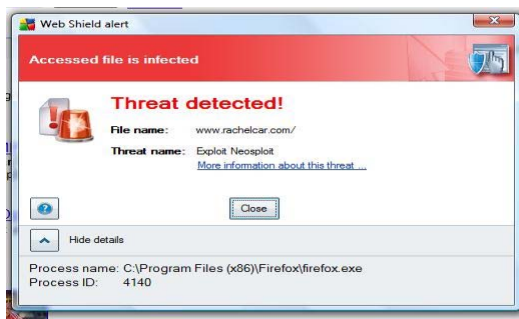 Web Shield alert
Accessed file is infected
Threat detected!
File name: www.rachelcar.com/
Threat name: Exploit Neosploit
More information about this threat ...
Close
Hide details
Process name: C:\Program Files (x86)\Firefox\firefox.exe
Process ID: 4140